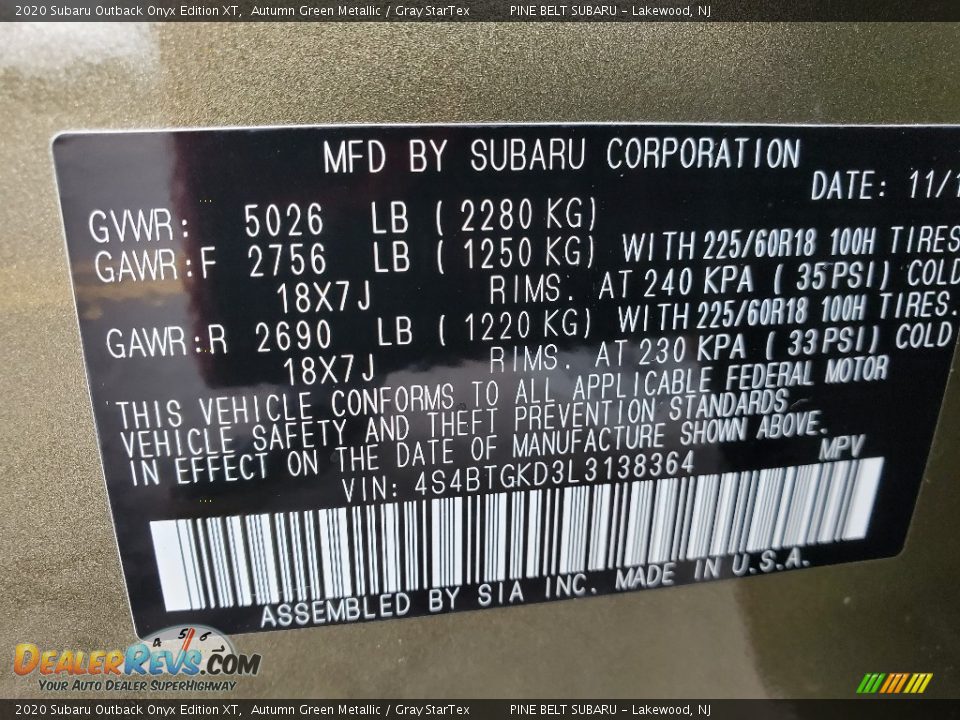 2020 Subaru Outback Onyx Edition XT, Autumn Green Metallic / Gray StarTex PINE BELT SUBARU - Lakewood, NJ
MFD BY SUBARU CORPORATION
DATE: 11/1
GVWR: 5026 LB ( 2280 KG)
GAWR:F 2756 LB ( 1250 KG) WITH 225/60R18 100H TIRES
18X7J RIMS. AT 240 KPA ( 35PSI) COLD
GAWR:R 2690 LB ( 1220 KG) WITH 225/60R18 100H TIRES.
18X7J RIMS. AT 230 KPA ( 33PSI) COLD
THIS VEHICLE CONFORMS TO ALL APPLICABLE FEDERAL MOTOR
VEHICLE SAFETY AND THEFT PREVENTION STANDARDS
IN EFFECT ON THE DATE OF MANUFACTURE SHOWN ABOVE.
VIN: 4S4BTGKD3L3138364 MPV
ASSEMBLED BY SIA INC. MADE IN U.S.A.
4 5 6
DEALERREVS.COM
YOUR AUTO DEALER SUPERHIGHWAY
2020 Subaru Outback Onyx Edition XT, Autumn Green Metallic / Gray StarTex PINE BELT SUBARU - Lakewood, NJ